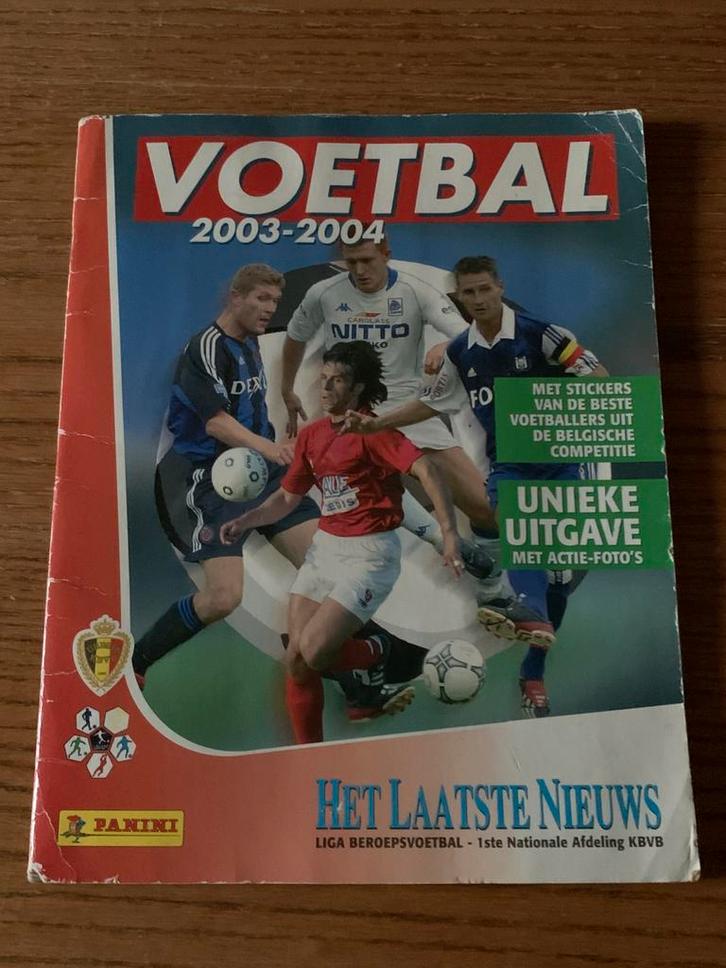 VOETBAL
2003-2004
CARGLASS
NITTO
MET STICKERS
VAN DE BESTE
VOETBALLERS UIT
DE BELGISCHE
COMPETITIE
UNIEKE
UITGAVE
MET ACTIE-FOTO'S
PANINI
HET LAATSTE NIEUWS
LIGA BEROEPSVOETBAL - 1ste Nationale Afdeling KBVB